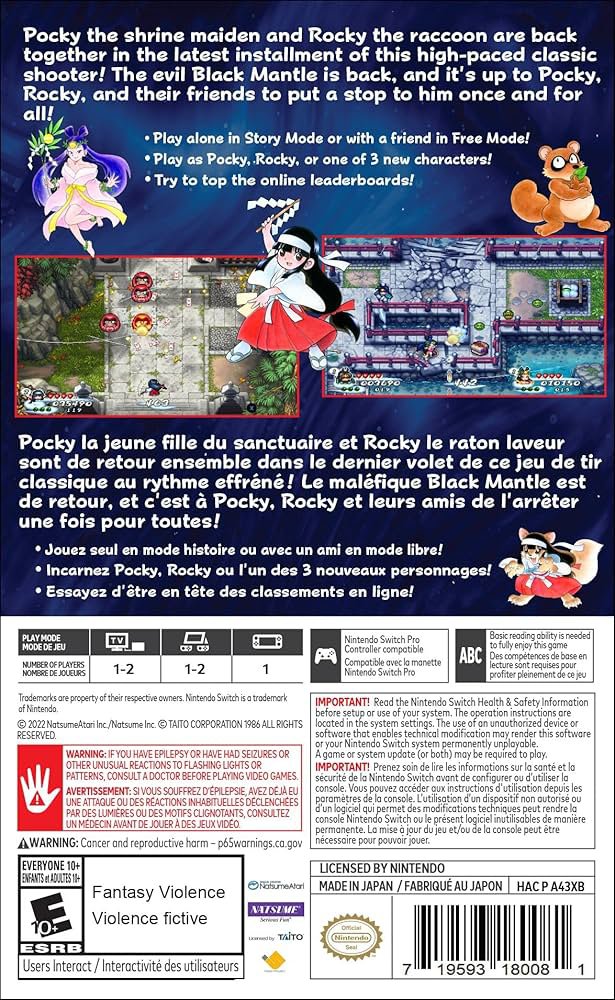 Pocky the shrine maiden and Rocky the raccoon are back
together in the latest installment of this high-paced classic
shooter! The evil Black Mantle is back, and it's up to Pocky,
Rocky, and their friends to put a stop to him once and for
all!
• Play alone in Story Mode or with a friend in Free Mode!
• Play as Pocky, Rocky, or one of 3 new characters!
• Try to top the online leaderboards!
Pocky la jeune fille du sanctuaire et Rocky le raton laveur
sont de retour ensemble dans le dernier volet de ce jeu de tir
classique au rythme effréné! Le maléfique Black Mantle est
de retour, et c'est à Pocky, Rocky et leurs amis de l'arrêter
une fois pour toutes!
• Jouez seul en mode histoire ou avec un ami en mode libre!
• Incarnez Pocky, Rocky ou l'un des 3 nouveaux personnages!
• Essayez d'être en tête des classements en ligne!
PLAY MODE
MODE DE JEU
TV
NUMBER OF PLAYERS
NOMBRE DE JOUEURS
1-2
1-2
1
Nintendo Switch Pro
Controller compatible
Compatible avec la manette
Nintendo Switch Pro
ABC
Basic reading ability is needed
to fully enjoy this game
Des compétences de base en
lecture sont requises pour
profiter pleinement de ce jeu
Trademarks are property of their respective owners. Nintendo Switch is a trademark
of Nintendo.
© 2022 NatsumeAtari Inc./Natsume Inc. © TAITO CORPORATION 1986 ALL RIGHTS
RESERVED.
WARNING: IF YOU HAVE EPILEPSY OR HAVE HAD SEIZURES OR
OTHER UNUSUAL REACTIONS TO FLASHING LIGHTS OR
PATTERNS, CONSULT A DOCTOR BEFORE PLAYING VIDEO GAMES.
AVERTISSEMENT: SI VOUS SOUFFREZ D'ÉPILEPSIE, AVEZ DÉJÀ EU
UNE ATTAQUE OU DES RÉACTIONS INHABITUELLES DÉCLENCHÉES
PAR DES LUMIÈRES OU DES MOTIFS CLIGNOTANTS, CONSULTEZ
UN MÉDECIN AVANT DE JOUER À DES JEUX VIDÉO.
WARNING: Cancer and reproductive harm – p65warnings.ca.gov
IMPORTANT! Read the Nintendo Switch Health & Safety Information
before setup or use of your system. The operation instructions are
located in the system settings. The use of an unauthorized device or
software that enables technical modification may render this software
or your Nintendo Switch system permanently unplayable.
A game or system update (or both) may be required to play.
IMPORTANT! Prenez soin de lire les informations sur la santé et la
sécurité de la Nintendo Switch avant de configurer ou d'utiliser la
console. Vous pouvez accéder aux instructions d'utilisation depuis les
paramètres de la console. L'utilisation d'un dispositif non autorisé ou
d'un logiciel qui permet des modifications techniques peut rendre la
console Nintendo Switch ou le présent logiciel inutilisables de manière
permanente. La mise à jour du jeu et/ou de la console peut être
nécessaire pour pouvoir jouer.
EVERYONE 10+
ENFANTS et ADULTES 10+
E
10+
ESRB
Fantasy Violence
Violence fictive
Users Interact / Interactivité des utilisateurs
NatsumeAtari
NATSUME
Serious Fun
Licensed by TAITO
LICENSED BY NINTENDO
MADE IN JAPAN / FABRIQUÉ AU JAPON
HAC P A43XB
Official
Nintendo
Seal
7 19593 18008 1